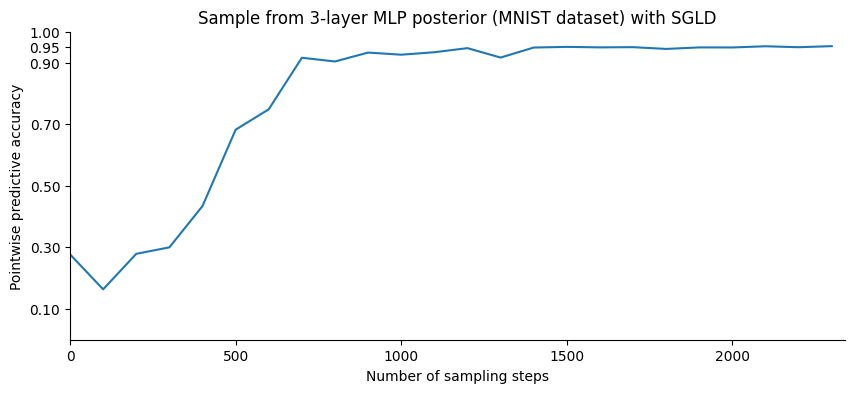 Sample from 3-layer MLP posterior (MNIST dataset) with SGLD
1.00
0.95
0.90
0.70
0.50
0.30
0.10
Pointwise predictive accuracy
0 500 1000 1500 2000
Number of sampling steps